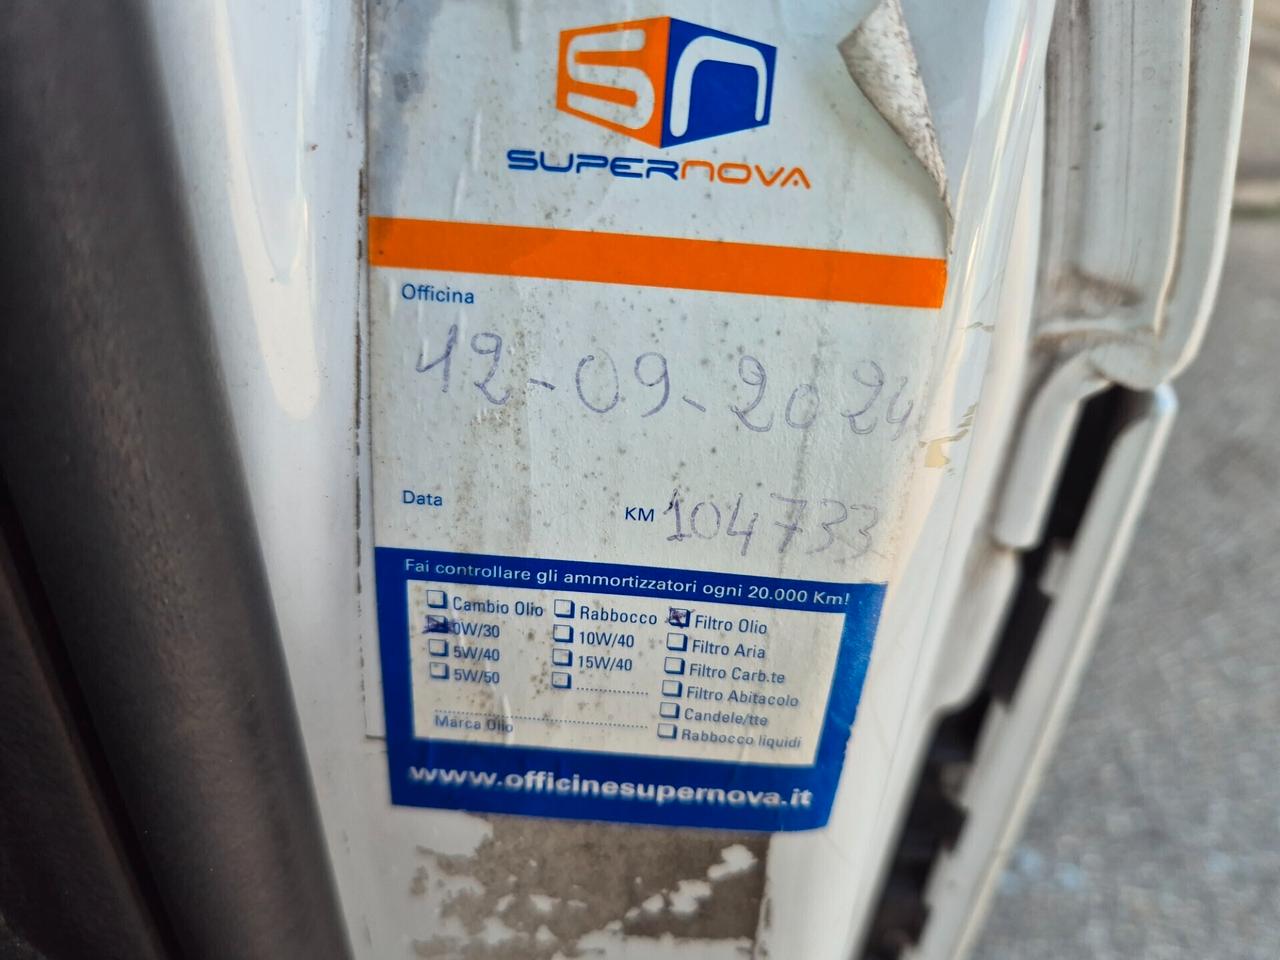 SN
SUPERNOVA
Officina
12-09-2024
Data KM 104733
Fai controllare gli ammortizzatori ogni 20.000 Km!
Cambio Olio Rabbocco Filtro Olio
0W/30 10W/40 Filtro Aria
5W/40 15W/40 Filtro Carb.te
5W/50 .................. Filtro Abitacolo
Candele/tte
Marca Olio Rabbocco liquidi
www.officinesupernova.it